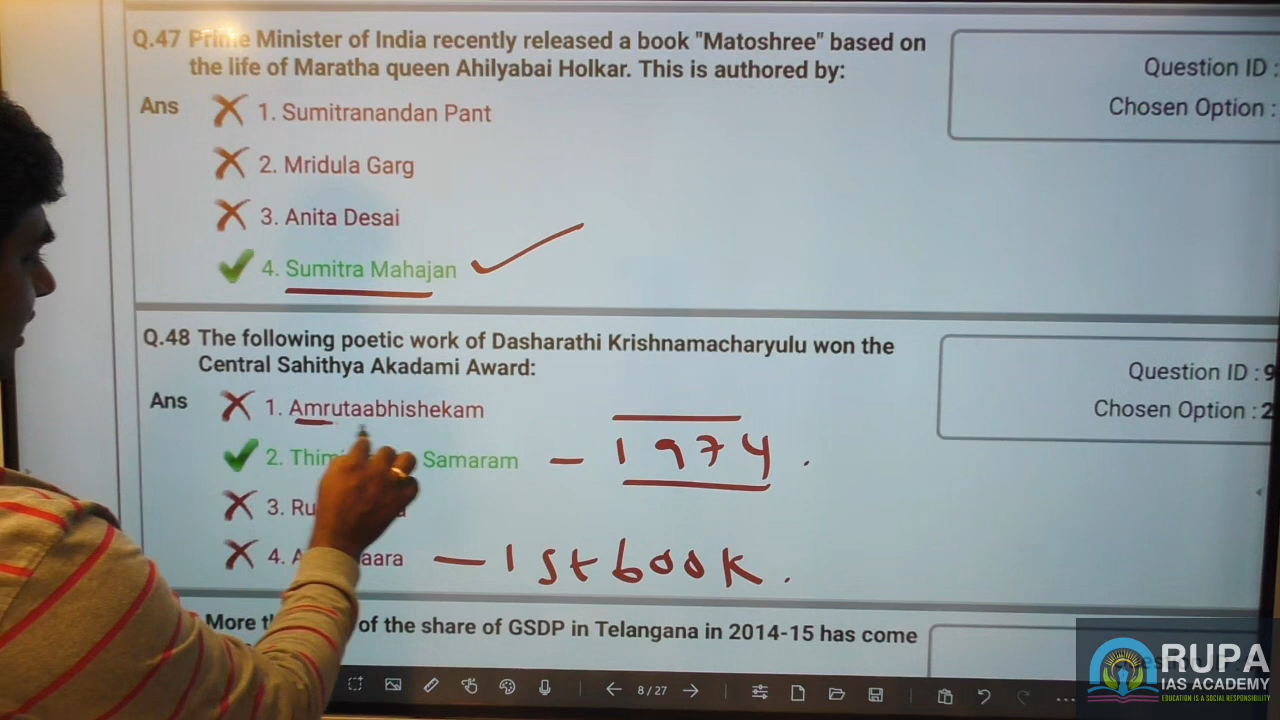 Q.47 Prime Minister of India recently released a book "Matoshree" based on
the life of Maratha queen Ahilyabai Holkar. This is authored by:
Question ID :
Chosen Option :
Ans
1. Sumitranandan Pant
2. Mridula Garg
3. Anita Desai
4. Sumitra Mahajan
Q.48 The following poetic work of Dasharathi Krishnamacharyulu won the
Central Sahithya Akadami Award:
Question ID : 9
Chosen Option : 2
Ans
1. Amrutaabhishekam
2. Samaram – 1974.
3.
4. – 1st book.
More of the share of GSDP in Telangana in 2014-15 has come
8 / 27
RUPA
IAS ACADEMY
EDUCATION IS A SOCIAL RESPONSIBILITY